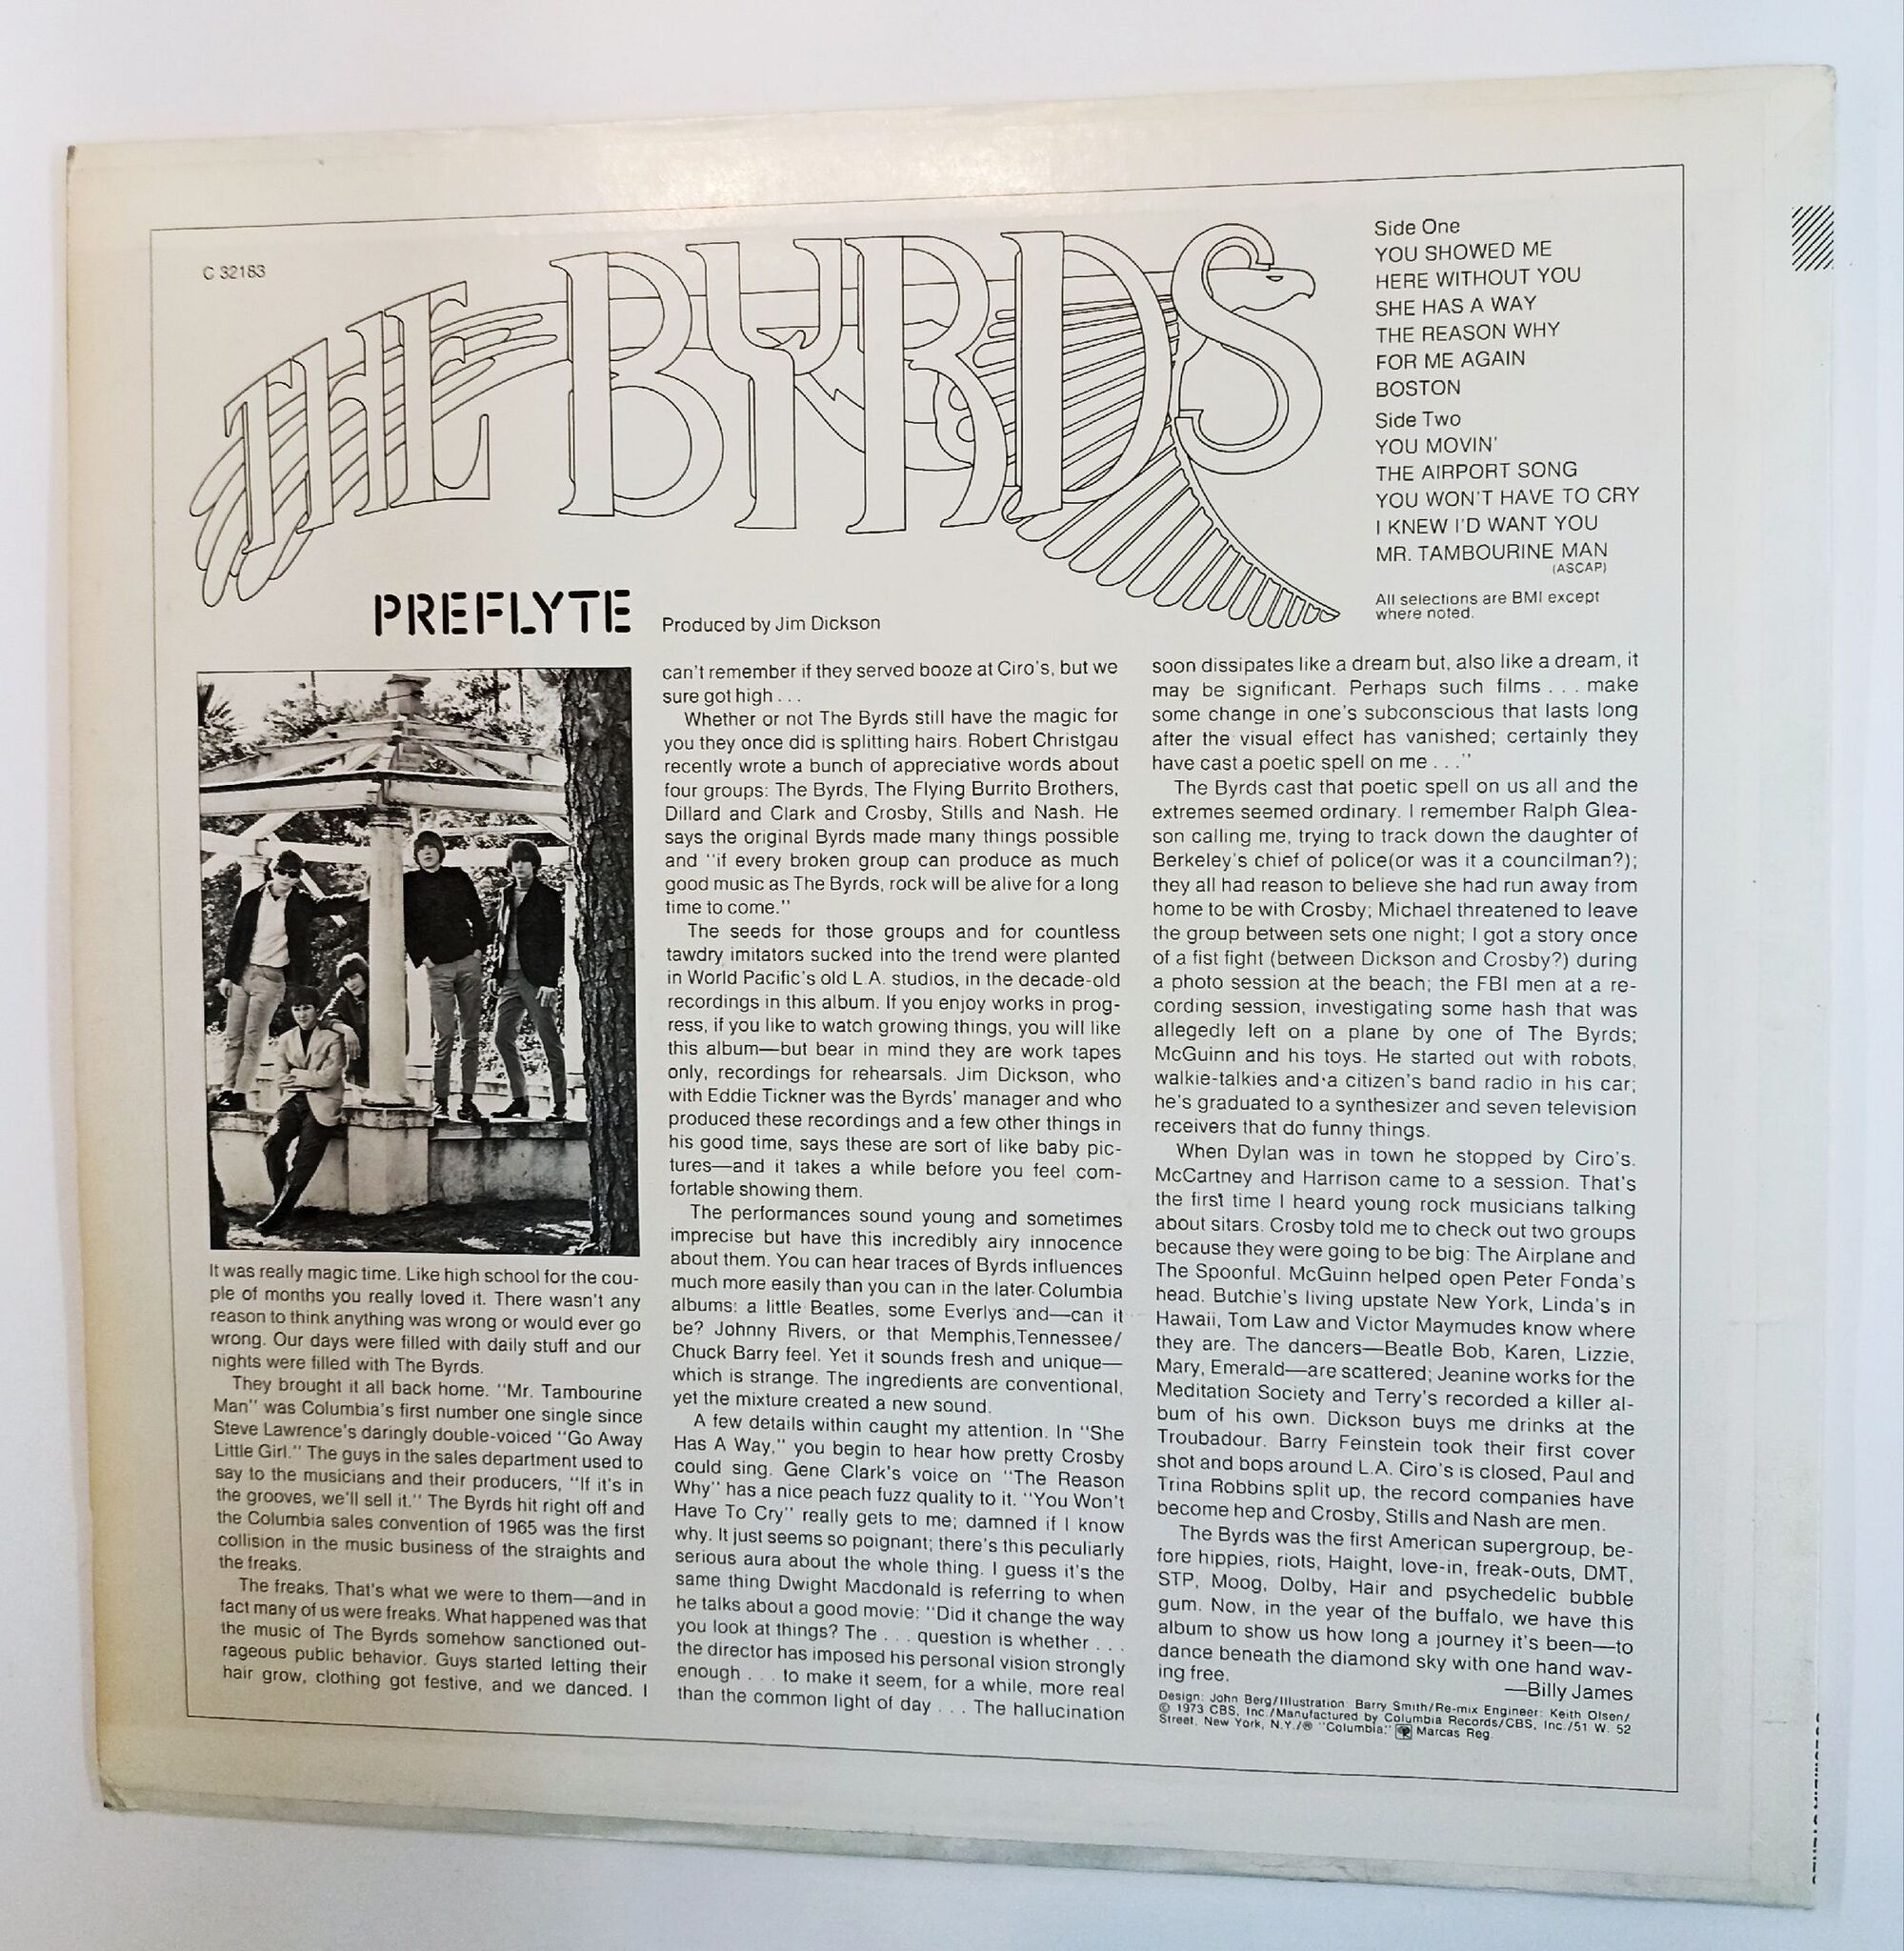 C 32183
THE BYRDS
PREFLYTE
Produced by Jim Dickson
Side One
YOU SHOWED ME
HERE WITHOUT YOU
SHE HAS A WAY
THE REASON WHY
FOR ME AGAIN
BOSTON
Side Two
YOU MOVIN'
THE AIRPORT SONG
YOU WON'T HAVE TO CRY
I KNEW I'D WANT YOU
MR. TAMBOURINE MAN
(ASCAP)
All selections are BMI except
where noted.
It was really magic time. Like high school for the cou-
ple of months you really loved it. There wasn't any
reason to think anything was wrong or would ever go
wrong. Our days were filled with daily stuff and our
nights were filled with The Byrds.
They brought it all back home. "Mr. Tambourine
Man" was Columbia's first number one single since
Steve Lawrence's daringly double-voiced "Go Away
Little Girl." The guys in the sales department used to
say to the musicians and their producers, "If it's in
the grooves, we'll sell it." The Byrds hit right off and
the Columbia sales convention of 1965 was the first
collision in the music business of the straights and
the freaks.
The freaks. That's what we were to them—and in
fact many of us were freaks. What happened was that
the music of The Byrds somehow sanctioned out-
rageous public behavior. Guys started letting their
hair grow, clothing got festive, and we danced. I
can't remember if they served booze at Ciro's, but we
sure got high . . .
Whether or not The Byrds still have the magic for
you they once did is splitting hairs. Robert Christgau
recently wrote a bunch of appreciative words about
four groups: The Byrds, The Flying Burrito Brothers,
Dillard and Clark and Crosby, Stills and Nash. He
says the original Byrds made many things possible
and "if every broken group can produce as much
good music as The Byrds, rock will be alive for a long
time to come."
The seeds for those groups and for countless
tawdry imitators sucked into the trend were planted
in World Pacific's old L.A. studios, in the decade-old
recordings in this album. If you enjoy works in prog-
ress, if you like to watch growing things, you will like
this album—but bear in mind they are work tapes
only, recordings for rehearsals. Jim Dickson, who
with Eddie Tickner was the Byrds' manager and who
produced these recordings and a few other things in
his good time, says these are sort of like baby pic-
tures—and it takes a while before you feel com-
fortable showing them.
The performances sound young and sometimes
imprecise but have this incredibly airy innocence
about them. You can hear traces of Byrds influences
much more easily than you can in the later Columbia
albums: a little Beatles, some Everlys and—can it
be? Johnny Rivers, or that Memphis,Tennessee/
Chuck Barry feel. Yet it sounds fresh and unique—
which is strange. The ingredients are conventional,
yet the mixture created a new sound.
A few details within caught my attention. In "She
Has A Way," you begin to hear how pretty Crosby
could sing. Gene Clark's voice on "The Reason
Why" has a nice peach fuzz quality to it. "You Won't
Have To Cry" really gets to me; damned if I know
why. It just seems so poignant; there's this peculiarly
serious aura about the whole thing. I guess it's the
same thing Dwight Macdonald is referring to when
he talks about a good movie: "Did it change the way
you look at things? The . . . question is whether . . .
the director has imposed his personal vision strongly
enough . . . to make it seem, for a while, more real
than the common light of day . . . The hallucination
soon dissipates like a dream but, also like a dream, it
may be significant. Perhaps such films . . . make
some change in one's subconscious that lasts long
after the visual effect has vanished; certainly they
have cast a poetic spell on me . . ."
The Byrds cast that poetic spell on us all and the
extremes seemed ordinary. I remember Ralph Glea-
son calling me, trying to track down the daughter of
Berkeley's chief of police(or was it a councilman?);
they all had reason to believe she had run away from
home to be with Crosby; Michael threatened to leave
the group between sets one night; I got a story once
of a fist fight (between Dickson and Crosby?) during
a photo session at the beach; the FBI men at a re-
cording session, investigating some hash that was
allegedly left on a plane by one of The Byrds;
McGuinn and his toys. He started out with robots,
walkie-talkies and a citizen's band radio in his car;
he's graduated to a synthesizer and seven television
receivers that do funny things.
When Dylan was in town he stopped by Ciro's.
McCartney and Harrison came to a session. That's
the first time I heard young rock musicians talking
about sitars. Crosby told me to check out two groups
because they were going to be big: The Airplane and
The Spoonful. McGuinn helped open Peter Fonda's
head. Butchie's living upstate New York, Linda's in
Hawaii, Tom Law and Victor Maymudes know where
they are. The dancers—Beatle Bob, Karen, Lizzie,
Mary, Emerald—are scattered; Jeanine works for the
Meditation Society and Terry's recorded a killer al-
bum of his own. Dickson buys me drinks at the
Troubadour. Barry Feinstein took their first cover
shot and bops around L.A. Ciro's is closed, Paul and
Trina Robbins split up, the record companies have
become hep and Crosby, Stills and Nash are men.
The Byrds was the first American supergroup, be-
fore hippies, riots, Haight, love-in, freak-outs, DMT,
STP, Moog, Dolby, Hair and psychedelic bubble
gum. Now, in the year of the buffalo, we have this
album to show us how long a journey it's been—to
dance beneath the diamond sky with one hand wav-
ing free.
—Billy James
Design: John Berg/Illustration: Barry Smith/Re-mix Engineer: Keith Olsen/
© 1973 CBS, Inc./Manufactured by Columbia Records/CBS, Inc./51 W. 52
Street, New York, N.Y./® "Columbia," Marcas Reg.